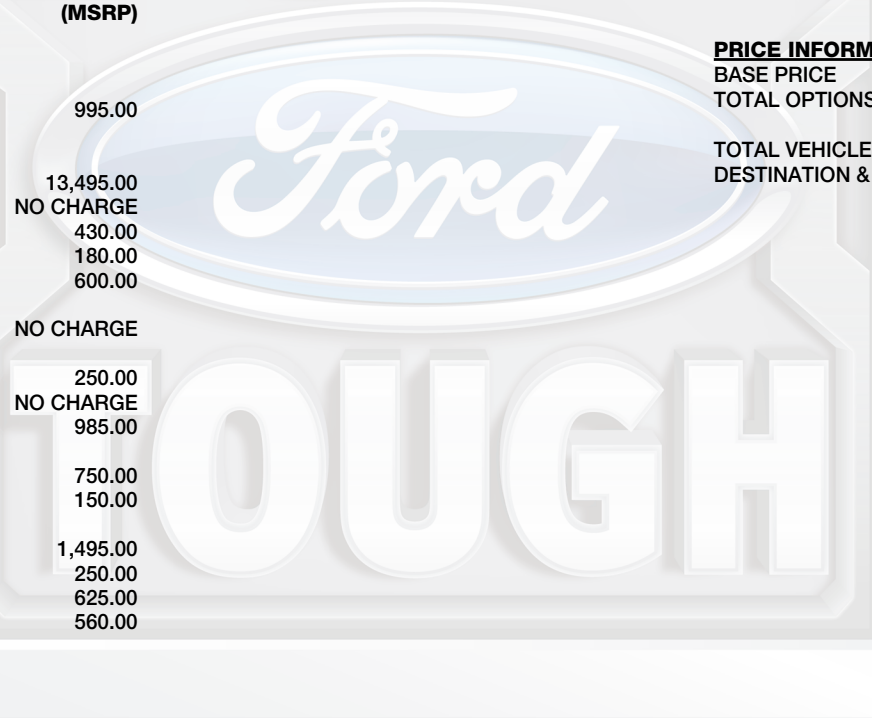 (MSRP)
995.00
13,495.00
NO CHARGE
430.00
180.00
600.00
NO CHARGE
250.00
NO CHARGE
985.00
750.00
150.00
1,495.00
250.00
625.00
560.00
PRICE INFORM
BASE PRICE
TOTAL OPTIONS
TOTAL VEHICLE
DESTINATION &
Ford
TOUGH